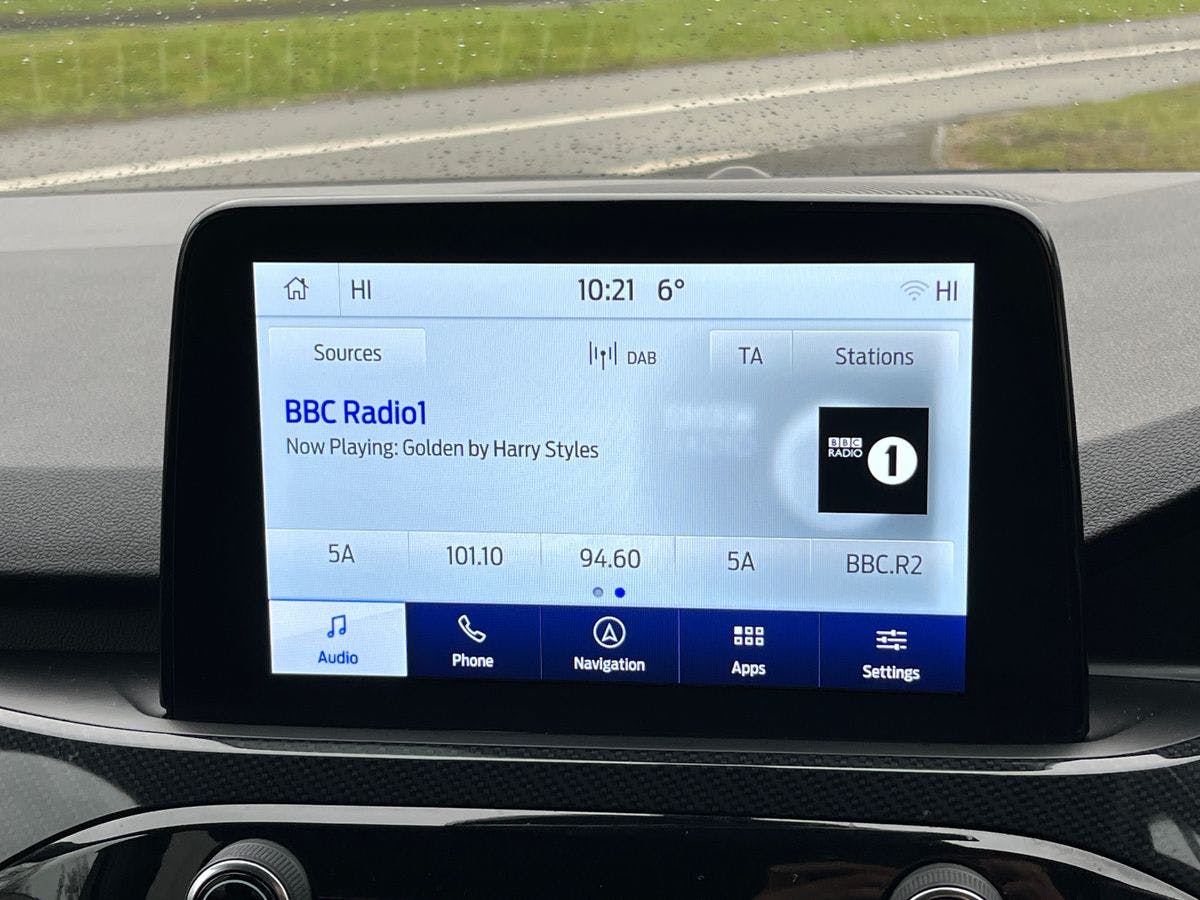 HI 10:21 6° HI
Sources DAB TA Stations
BBC Radio1
Now Playing: Golden by Harry Styles
BBC
RADIO 1
5A 101.10 94.60 5A BBC.R2
Audio Phone Navigation Apps Settings